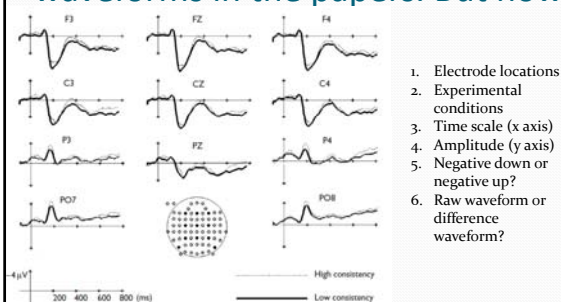 waveforms in the papers. But how
F3 FZ F4
C3 CZ C4
P3 PZ P4
PO7 PO8
1. Electrode locations
2. Experimental
conditions
3. Time scale (x axis)
4. Amplitude (y axis)
5. Negative down or
negative up?
6. Raw waveform or
difference
waveform?
-4 μV
200 400 600 800 (ms)
High consistency
Low consistency